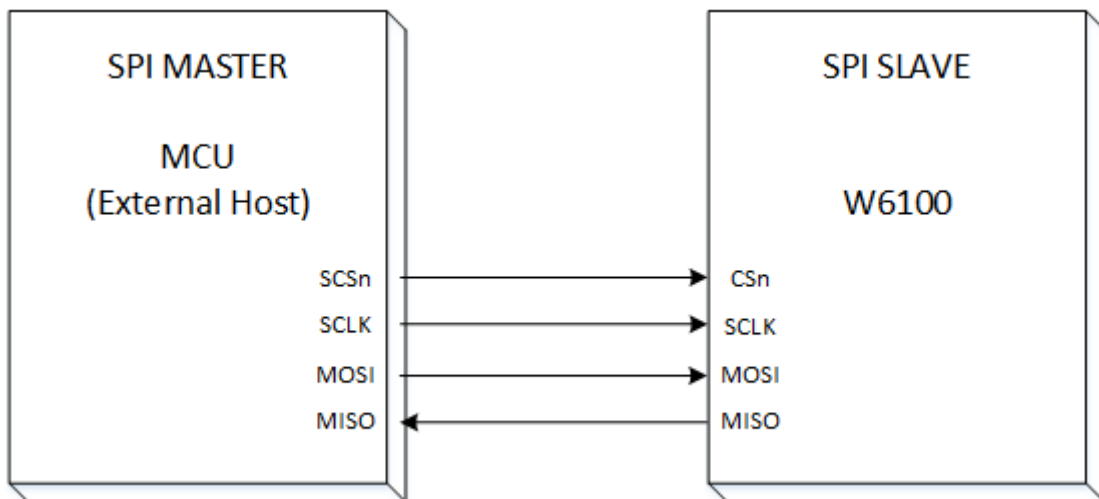 SPI MASTER
MCU
(External Host)
SCSn
SCLK
MOSI
MISO
SPI SLAVE
W6100
CSn
SCLK
MOSI
MISO